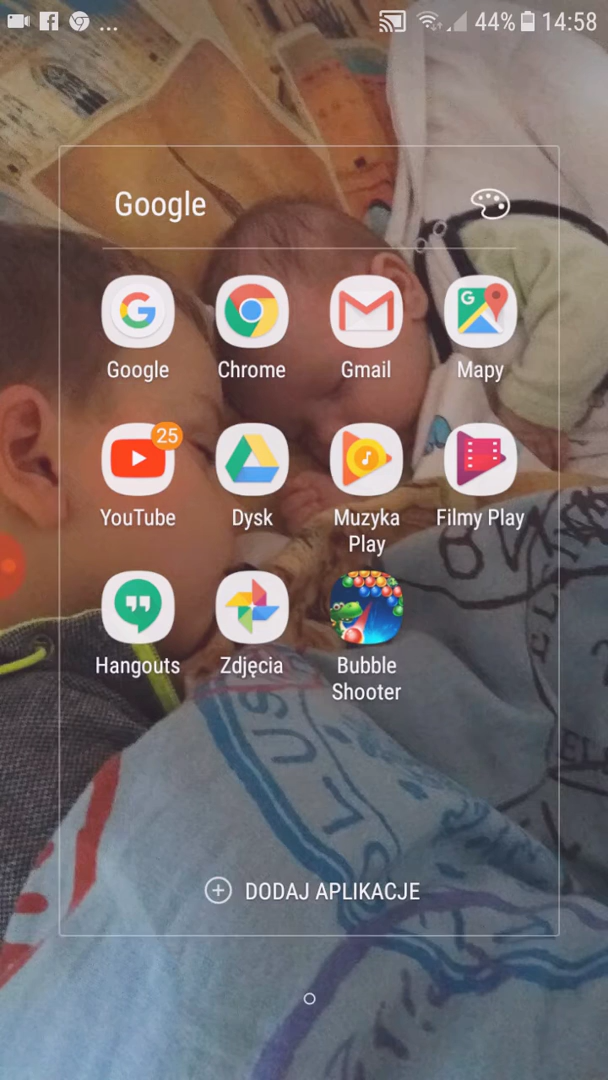 ... 44% 14:58
Google
Google Chrome Gmail Mapy
25
YouTube Dysk Muzyka Play Filmy Play
Hangouts Zdjęcia Bubble Shooter
DODAJ APLIKACJE